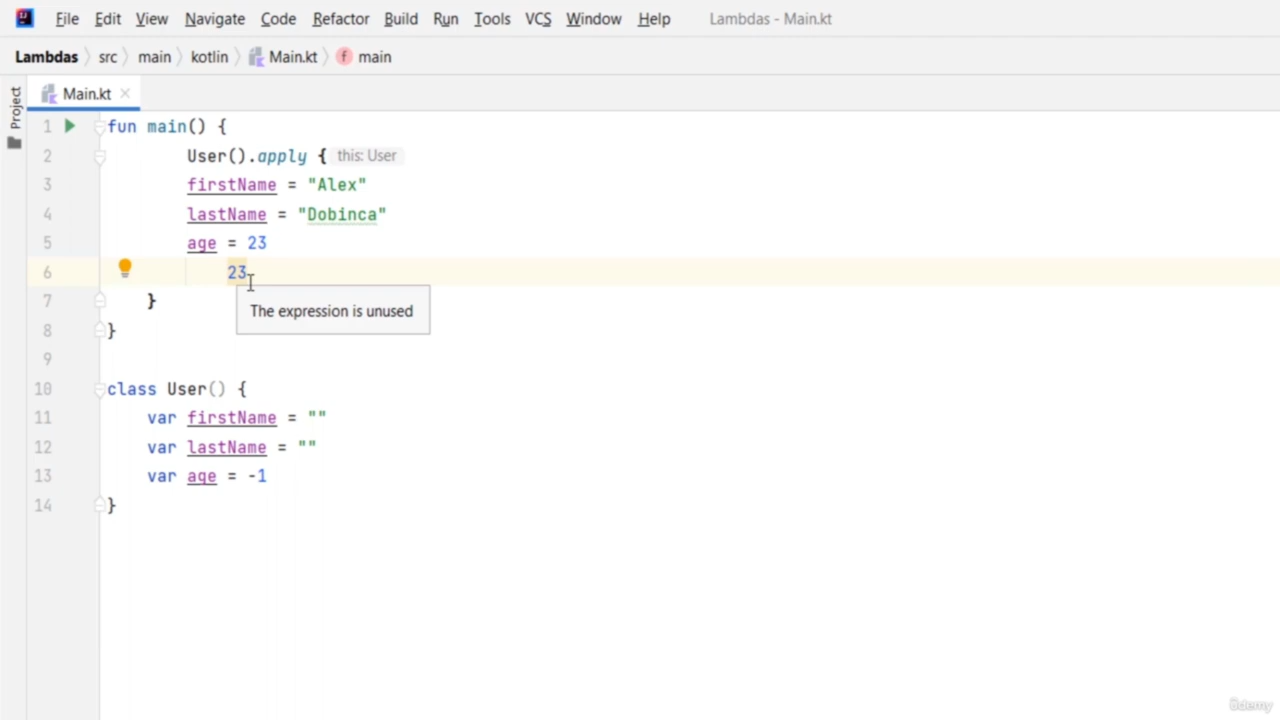 File Edit View Navigate Code Refactor Build Run Tools VCS Window Help Lambdas - Main.kt
Lambdas src main kotlin Main.kt f main
Project
Main.kt
1 fun main() {
2 User().apply { this: User
3 firstName = "Alex"
4 lastName = "Dobinca"
5 age = 23
6 23
The expression is unused
7 }
8 }
9
10 class User() {
11 var firstName = ""
12 var lastName = ""
13 var age = -1
14 }
ûdemy